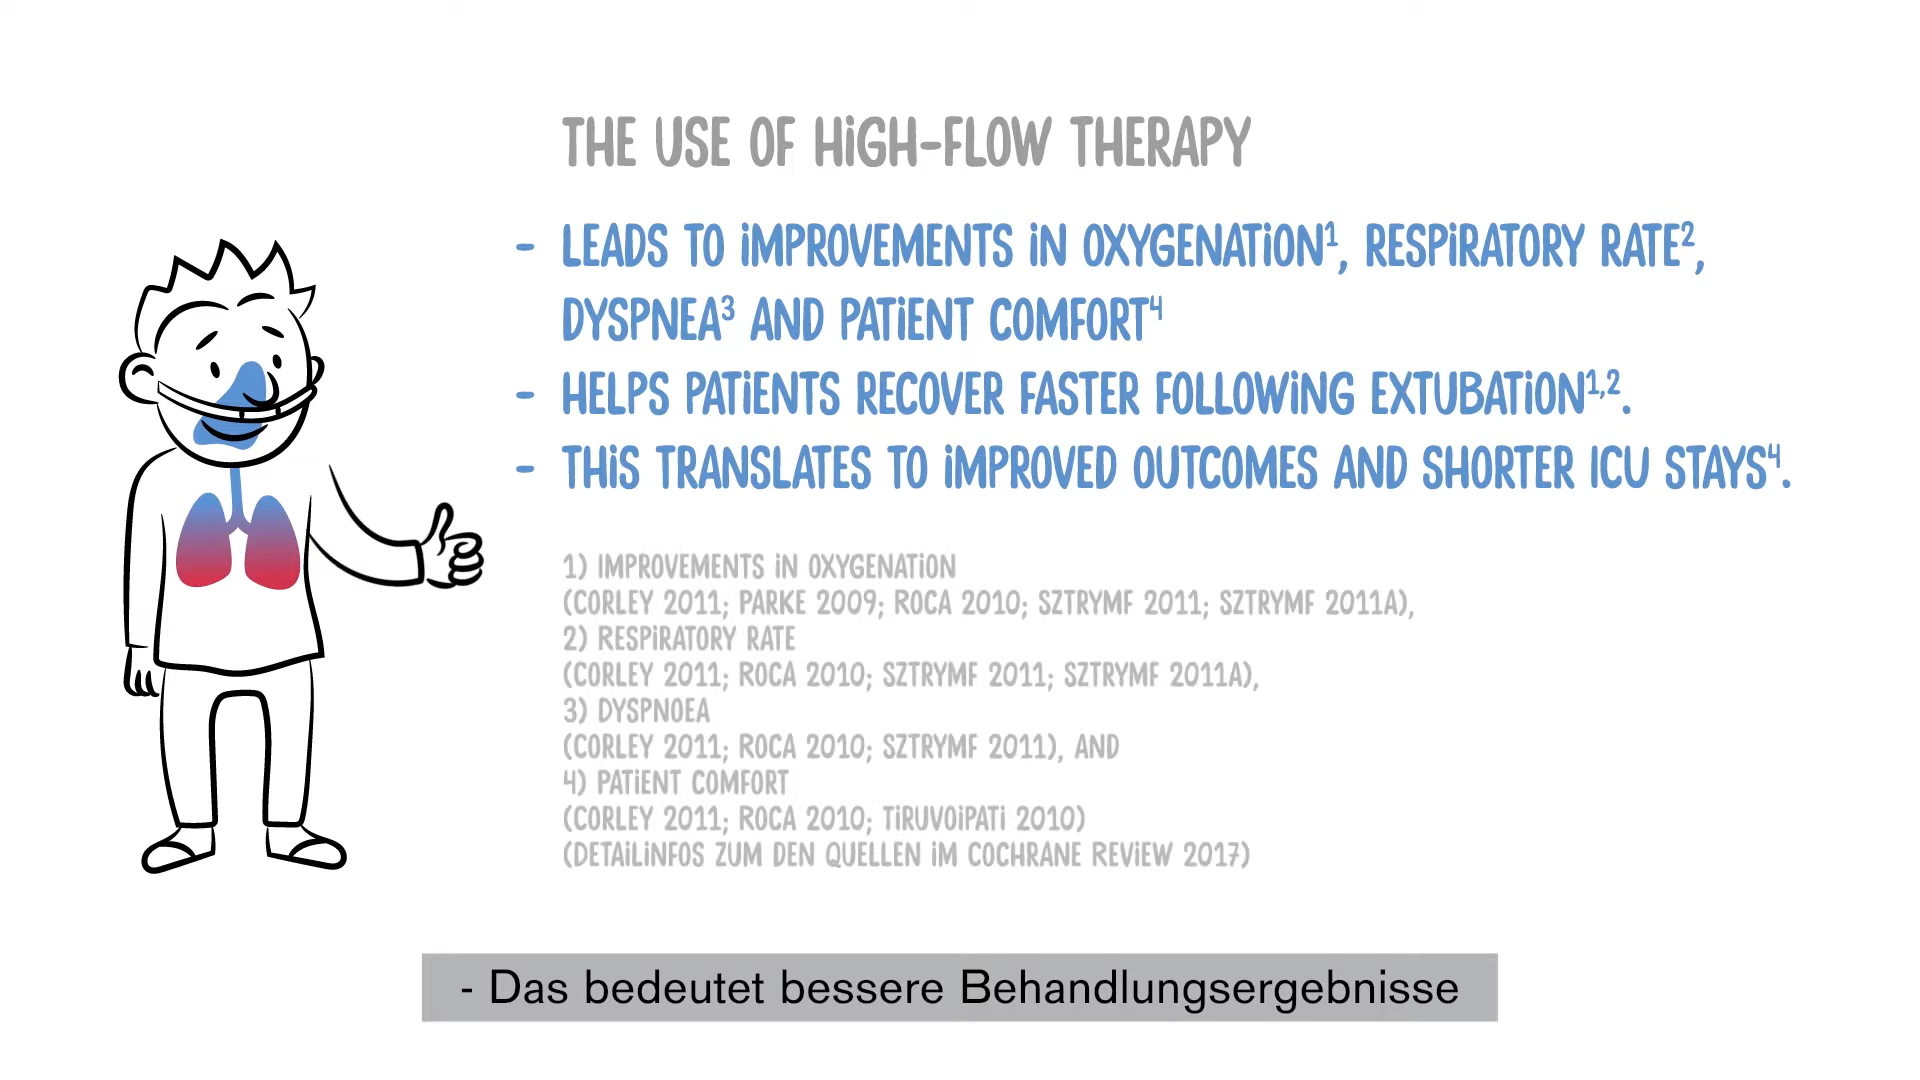 THE USE OF HiGH-FLOW THERAPY
- LEADS TO iMPROVEMENTS iN OXYGENATiON¹, RESPiRATORY RATE²,
DYSPNEA³ AND PATiENT COMFORT⁴
- HELPS PATiENTS RECOVER FASTER FOLLOWiNG EXTUBATiON¹,².
- THiS TRANSLATES TO iMPROVED OUTCOMES AND SHORTER ICU STAYS⁴.
1) IMPROVEMENTS iN OXYGENATiON
(CORLEY 2011; PARKE 2009; ROCA 2010; SZTRYMF 2011; SZTRYMF 2011A),
2) RESPiRATORY RATE
(CORLEY 2011; ROCA 2010; SZTRYMF 2011; SZTRYMF 2011A),
3) DYSPNOEA
(CORLEY 2011; ROCA 2010; SZTRYMF 2011), AND
4) PATiENT COMFORT
(CORLEY 2011; ROCA 2010; TiRUVOiPATi 2010)
(DETAiLiNFOS ZUM DEN QUELLEN iM COCHRANE REViEW 2017)
- Das bedeutet bessere Behandlungsergebnisse